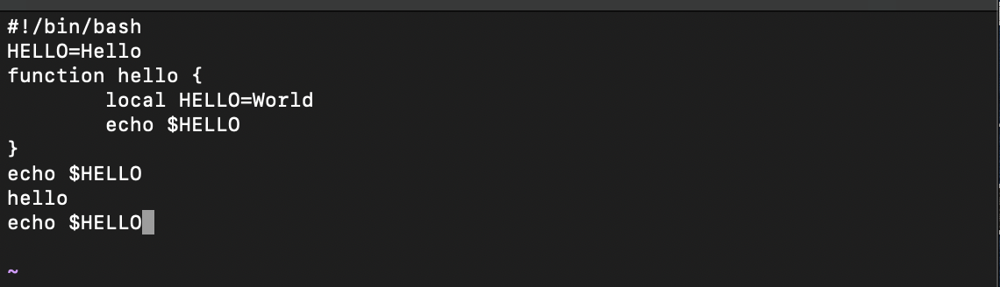 #!/bin/bash
HELLO=Hello
function hello {
        local HELLO=World
        echo $HELLO
}
echo $HELLO
hello
echo $HELLO
~